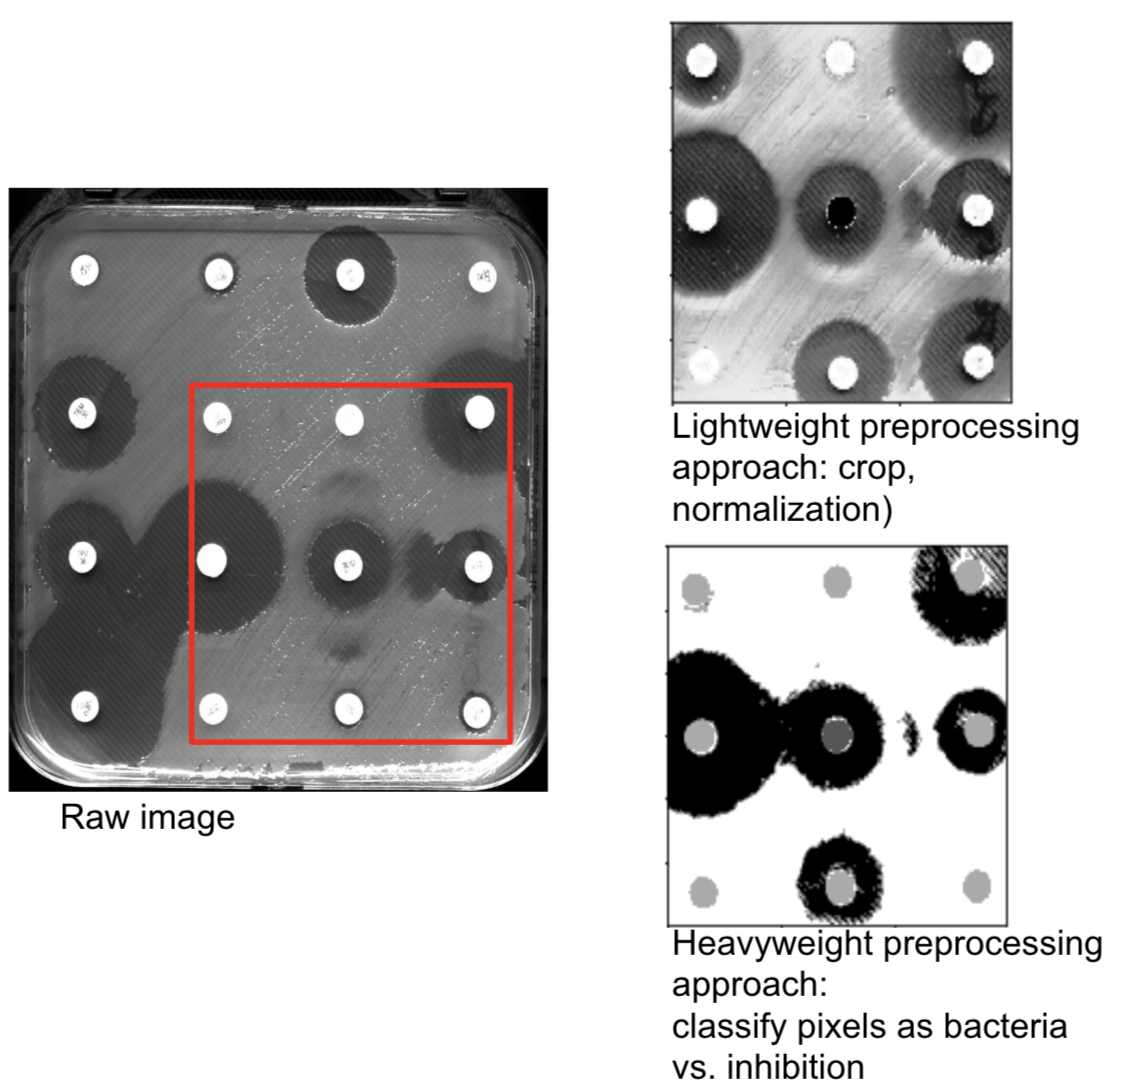 Raw image
Lightweight preprocessing
approach: crop,
normalization)
Heavyweight preprocessing
approach:
classify pixels as bacteria
vs. inhibition